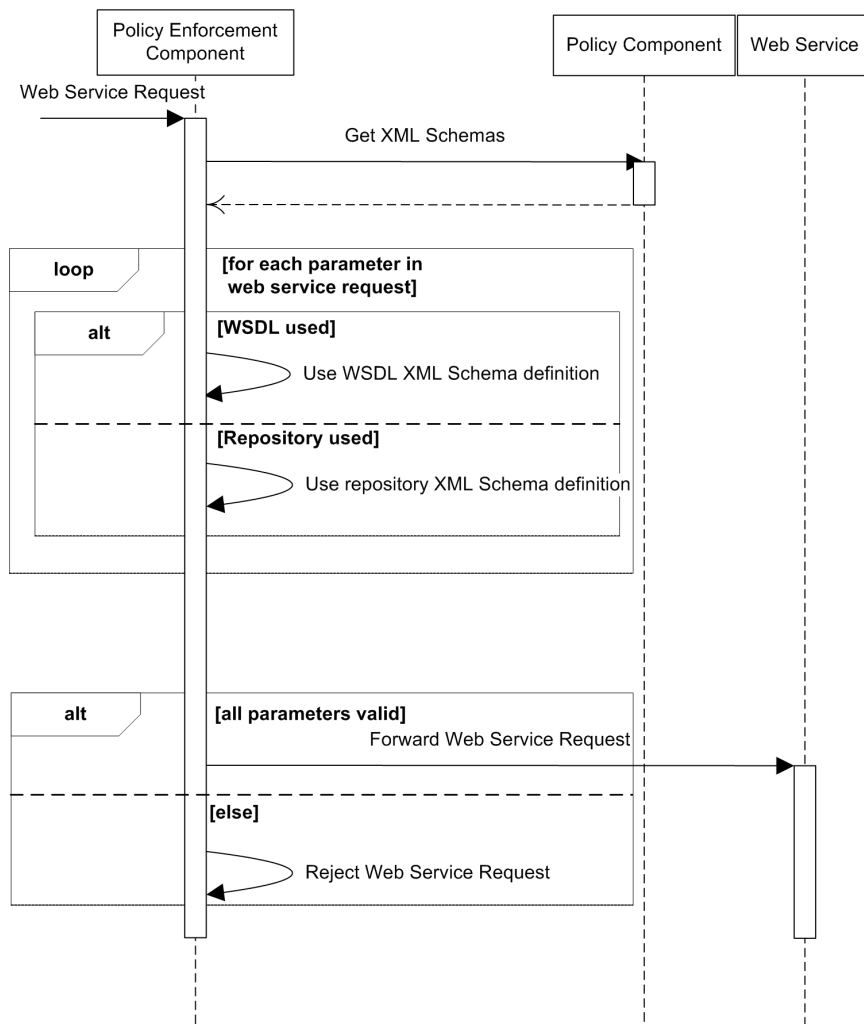 Policy Enforcement
Component
Policy Component
Web Service
Web Service Request
Get XML Schemas
loop
[for each parameter in
web service request]
alt
[WSDL used]
Use WSDL XML Schema definition
[Repository used]
Use repository XML Schema definition
alt
[all parameters valid]
Forward Web Service Request
[else]
Reject Web Service Request